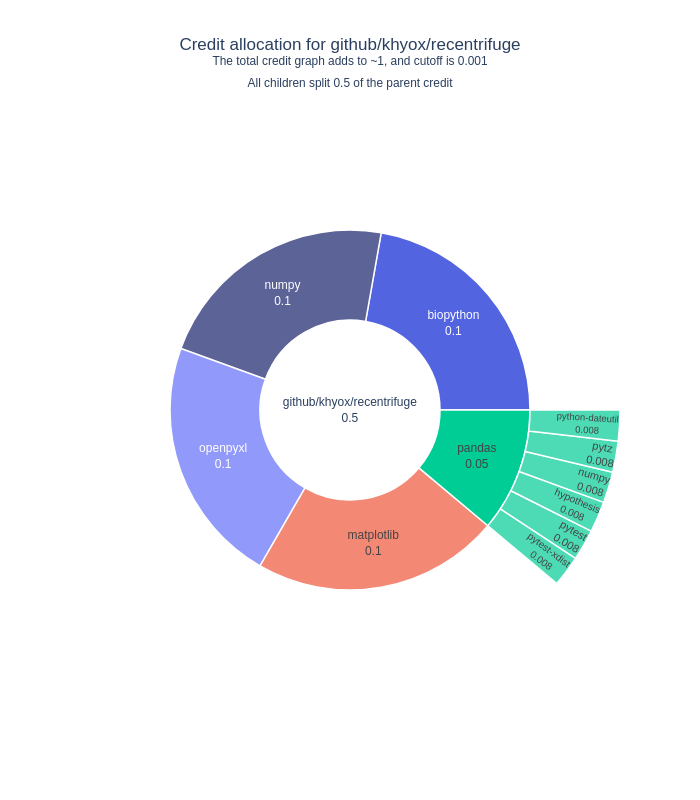 Credit allocation for github/khyox/recentrifuge
The total credit graph adds to ~1, and cutoff is 0.001
All children split 0.5 of the parent credit
numpy
0.1
biopython
0.1
github/khyox/recentrifuge
0.5
openpyxl
0.1
pandas
0.05
matplotlib
0.1
python-dateutil
0.008
pytz
0.008
numpy
0.008
hypothesis
0.008
pytest
0.008
pytest-xdist
0.008